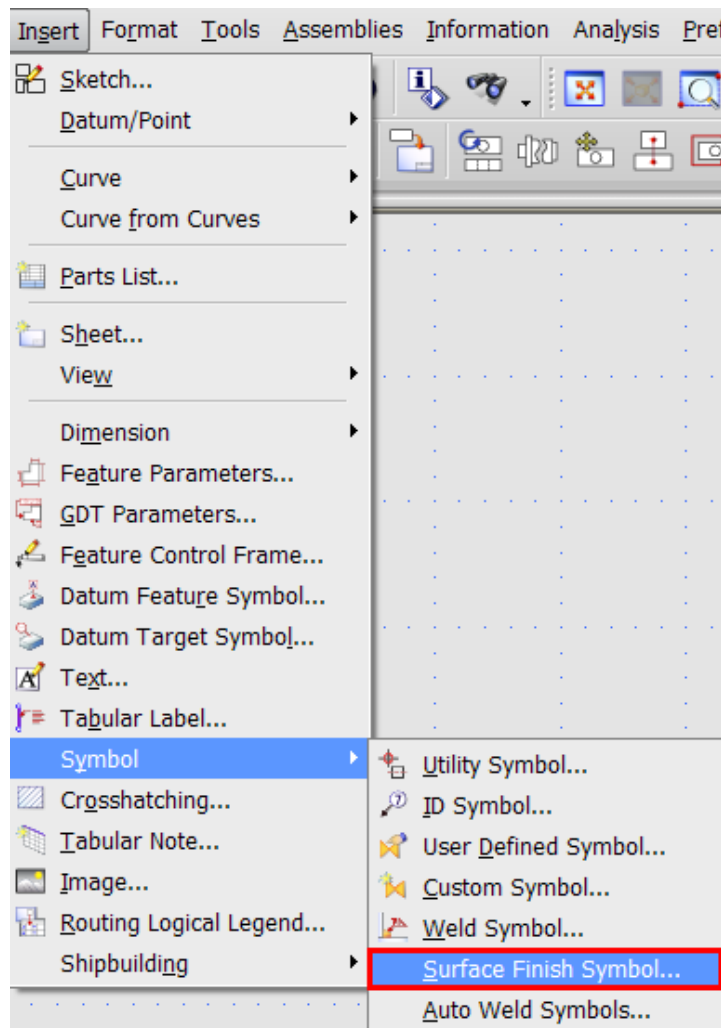 Insert Format Tools Assemblies Information Analysis Pref
Sketch...
Datum/Point
Curve
Curve from Curves
Parts List...
Sheet...
View
Dimension
Feature Parameters...
GDT Parameters...
Feature Control Frame...
Datum Feature Symbol...
Datum Target Symbol...
Text...
Tabular Label...
Symbol
Crosshatching...
Tabular Note...
Image...
Routing Logical Legend...
Shipbuilding
Utility Symbol...
ID Symbol...
User Defined Symbol...
Custom Symbol...
Weld Symbol...
Surface Finish Symbol...
Auto Weld Symbols...